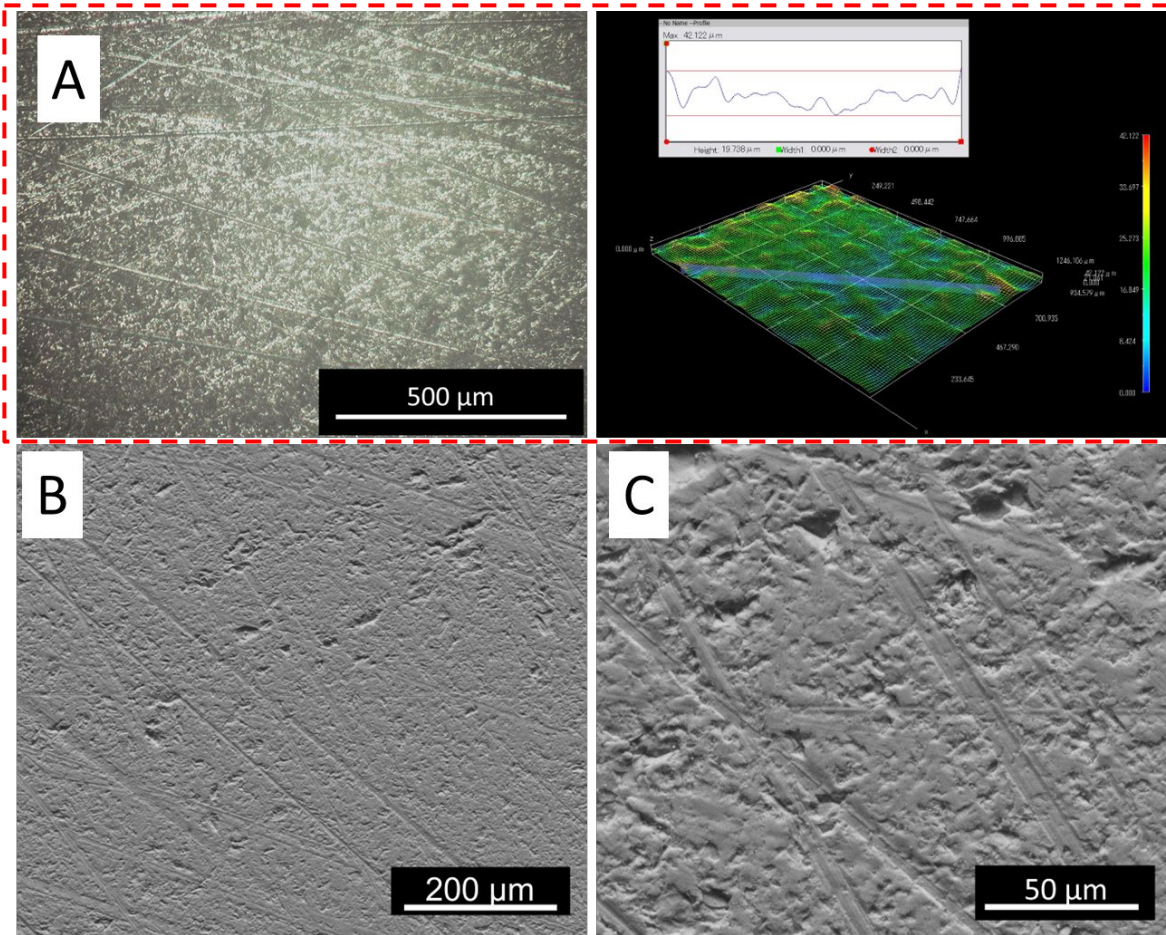 A
500 μm
- No Name -Profile
Max 42.122 μm
Height 19.738 μm Width1 0.000 μm Width2 0.000 μm
42.122
33.697
25.273
16.849
8.424
0.000
Y
249.221
498.442
747.664
996.885
1246.106 μm
Z
0.000 μm
934.579 μm
700.935
467.290
233.645
X
B
200 μm
C
50 μm